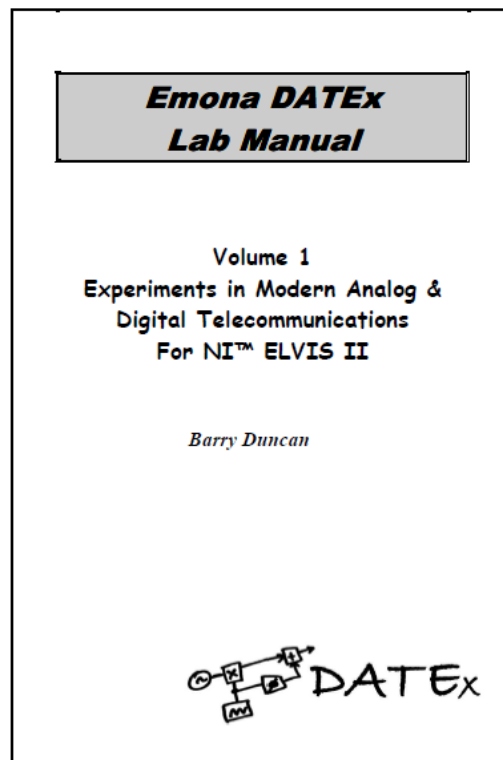 Emona DATEx
Lab Manual
Volume 1
Experiments in Modern Analog &
Digital Telecommunications
For NI™ ELVIS II
Barry Duncan
DATEx